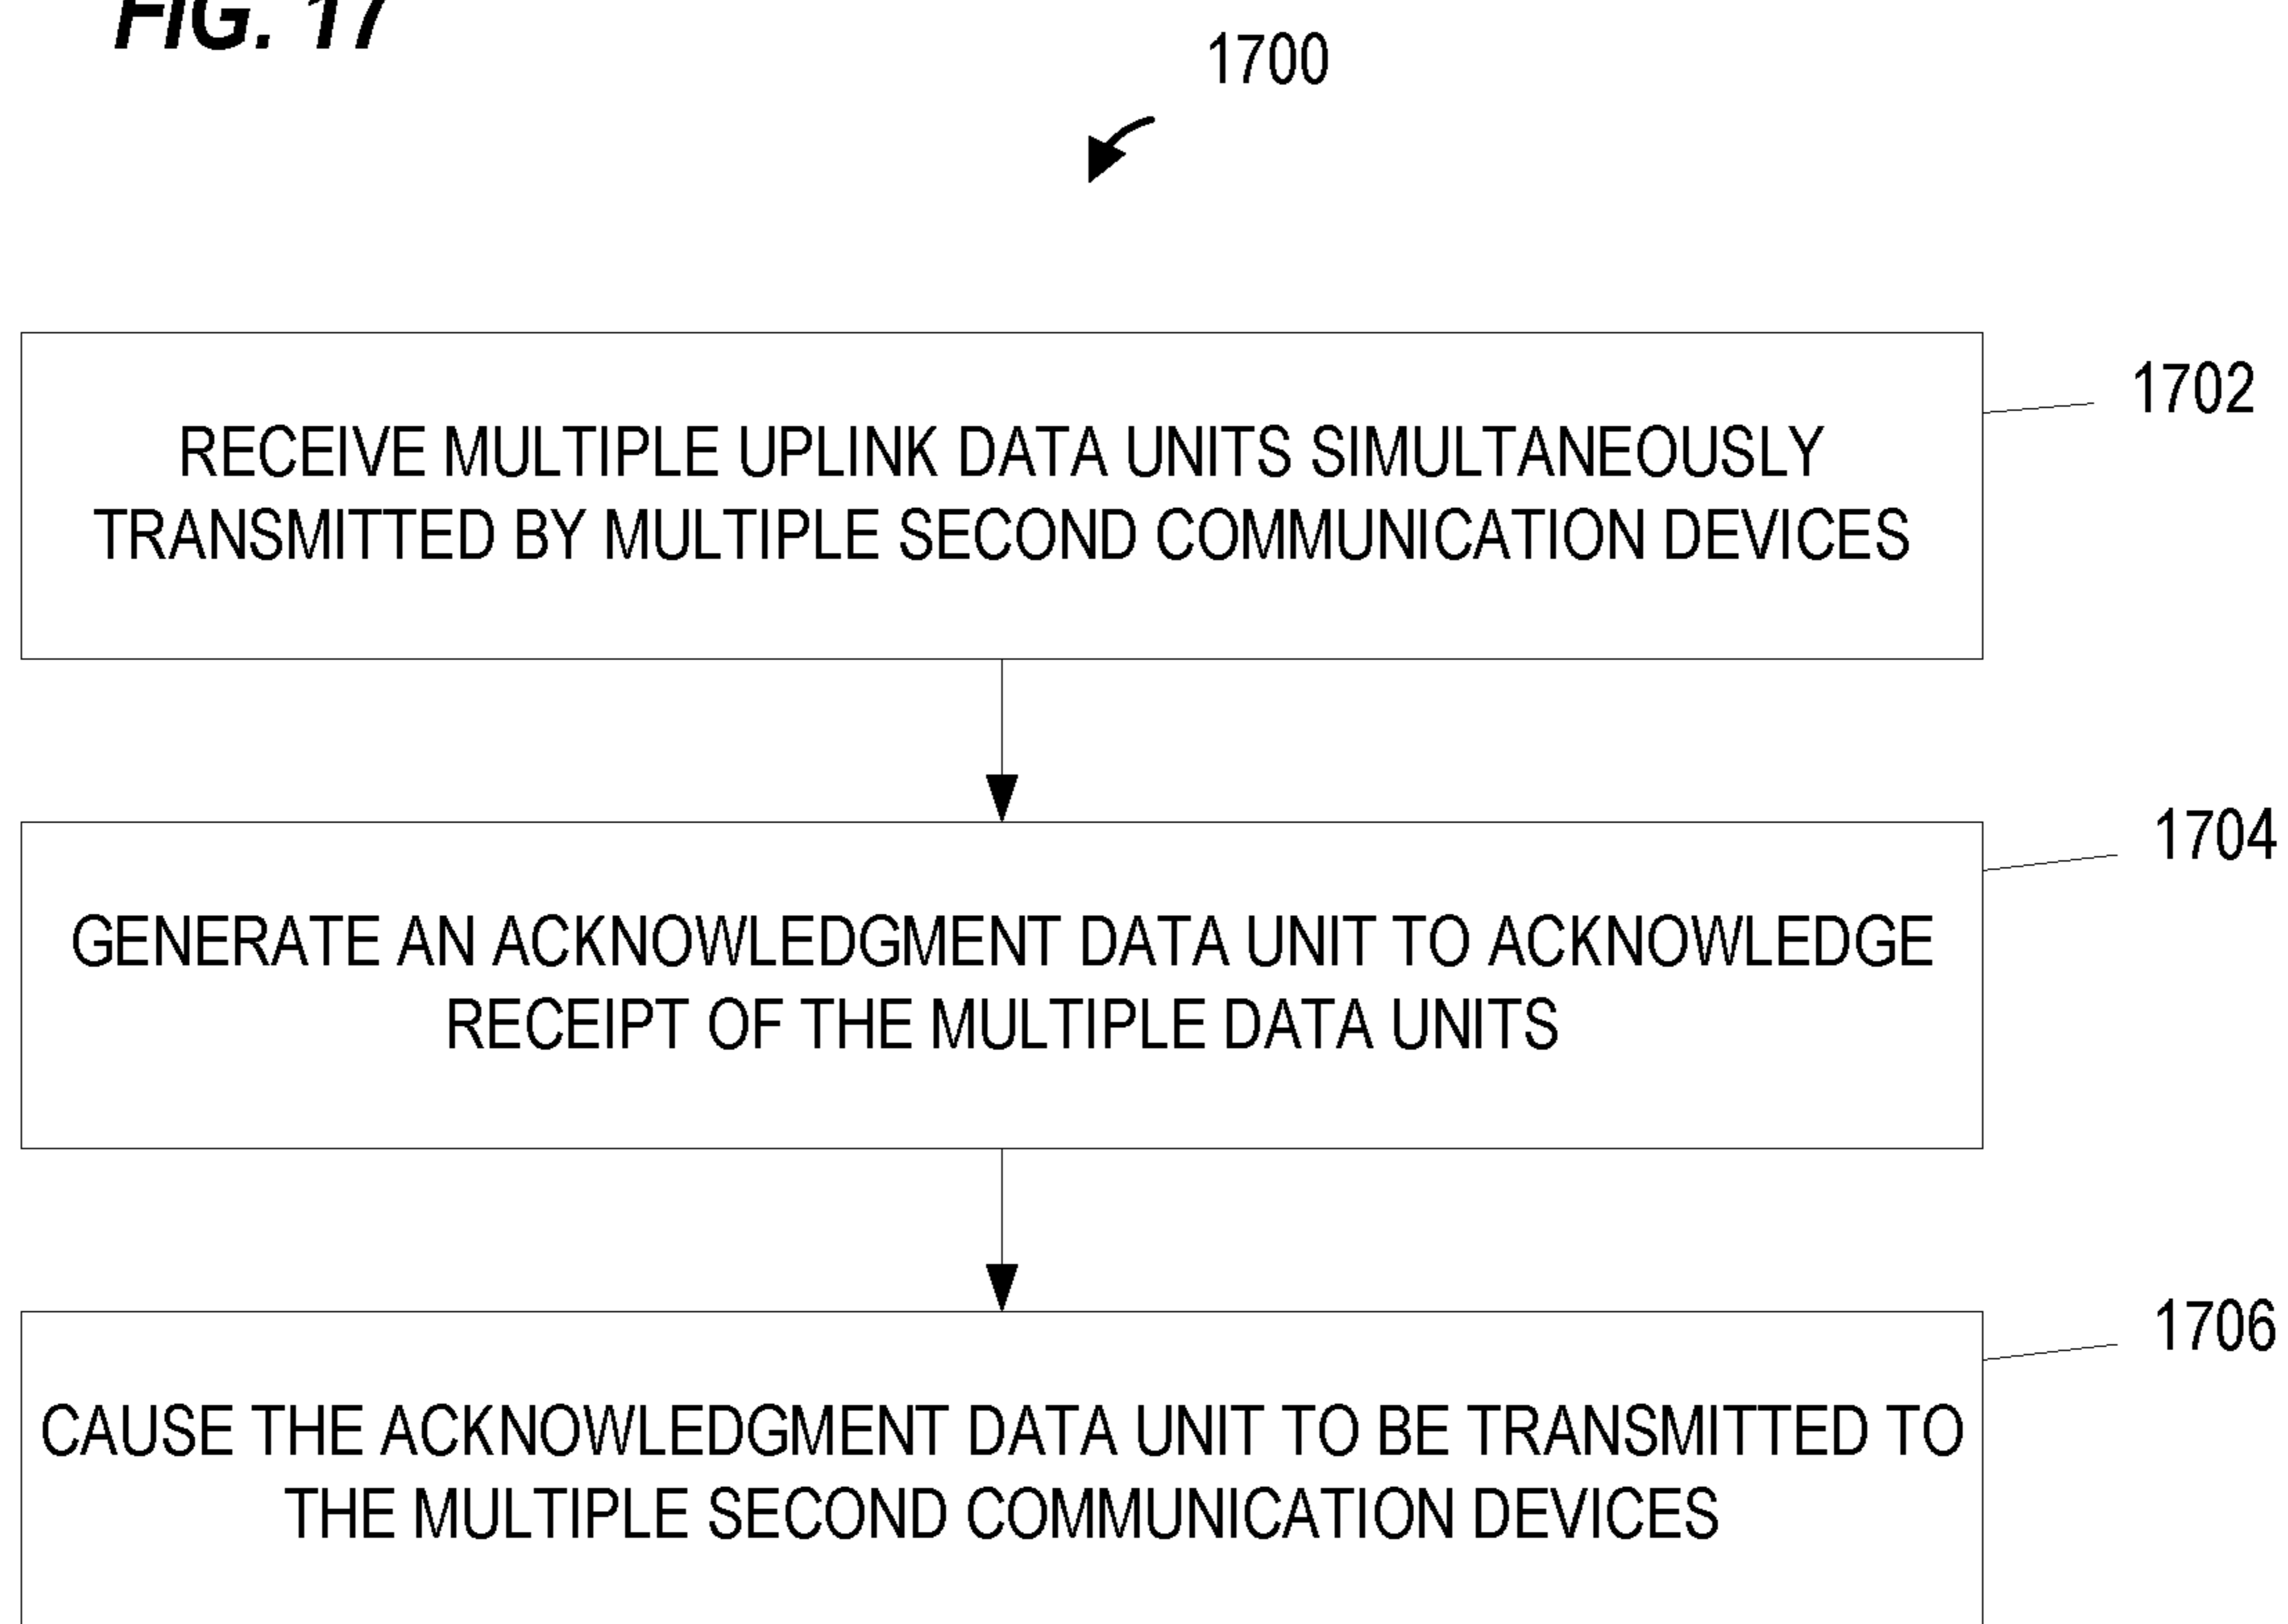 FIG. 17
1700
RECEIVE MULTIPLE UPLINK DATA UNITS SIMULTANEOUSLY
TRANSMITTED BY MULTIPLE SECOND COMMUNICATION DEVICES
1702
GENERATE AN ACKNOWLEDGMENT DATA UNIT TO ACKNOWLEDGE
RECEIPT OF THE MULTIPLE DATA UNITS
1704
CAUSE THE ACKNOWLEDGMENT DATA UNIT TO BE TRANSMITTED TO
THE MULTIPLE SECOND COMMUNICATION DEVICES
1706